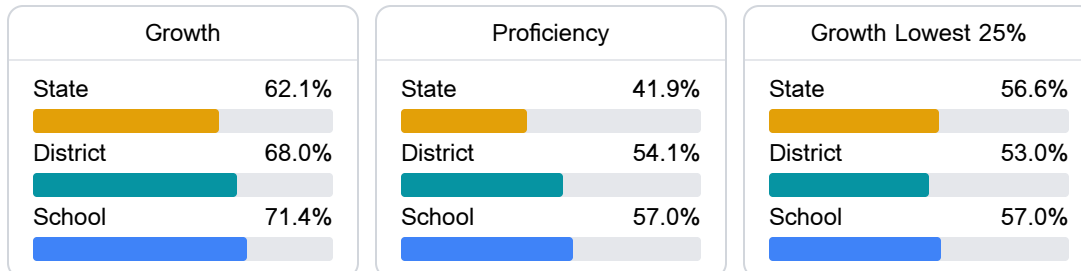 Growth
State 62.1%
District 68.0%
School 71.4%
Proficiency
State 41.9%
District 54.1%
School 57.0%
Growth Lowest 25%
State 56.6%
District 53.0%
School 57.0%